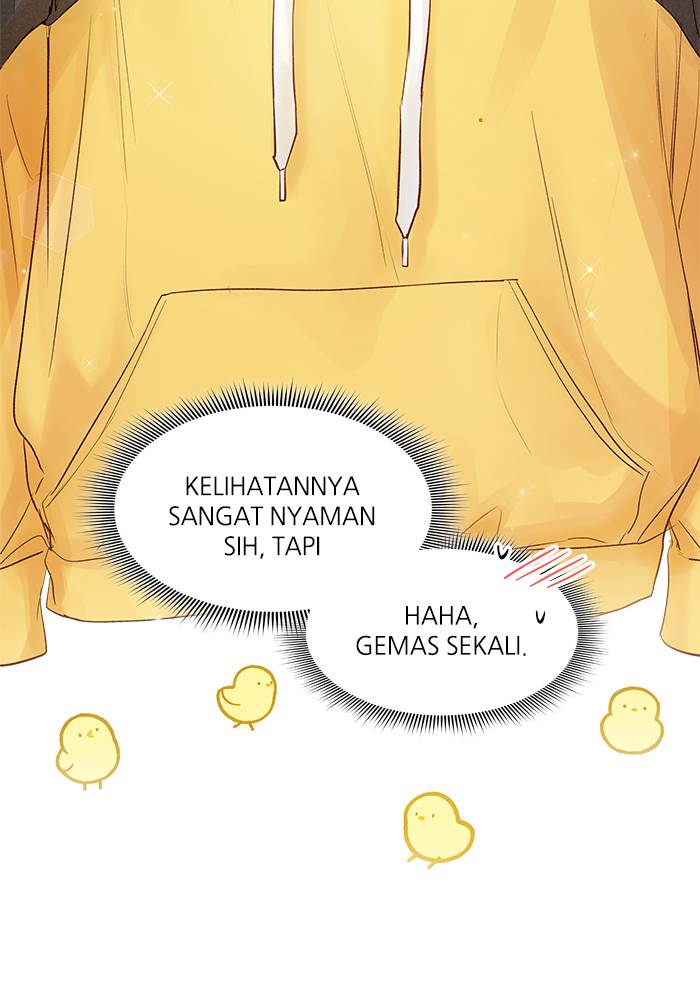 KELIHATANNYA
SANGAT NYAMAN
SIH, TAPI
HAHA,
GEMAS SEKALI.